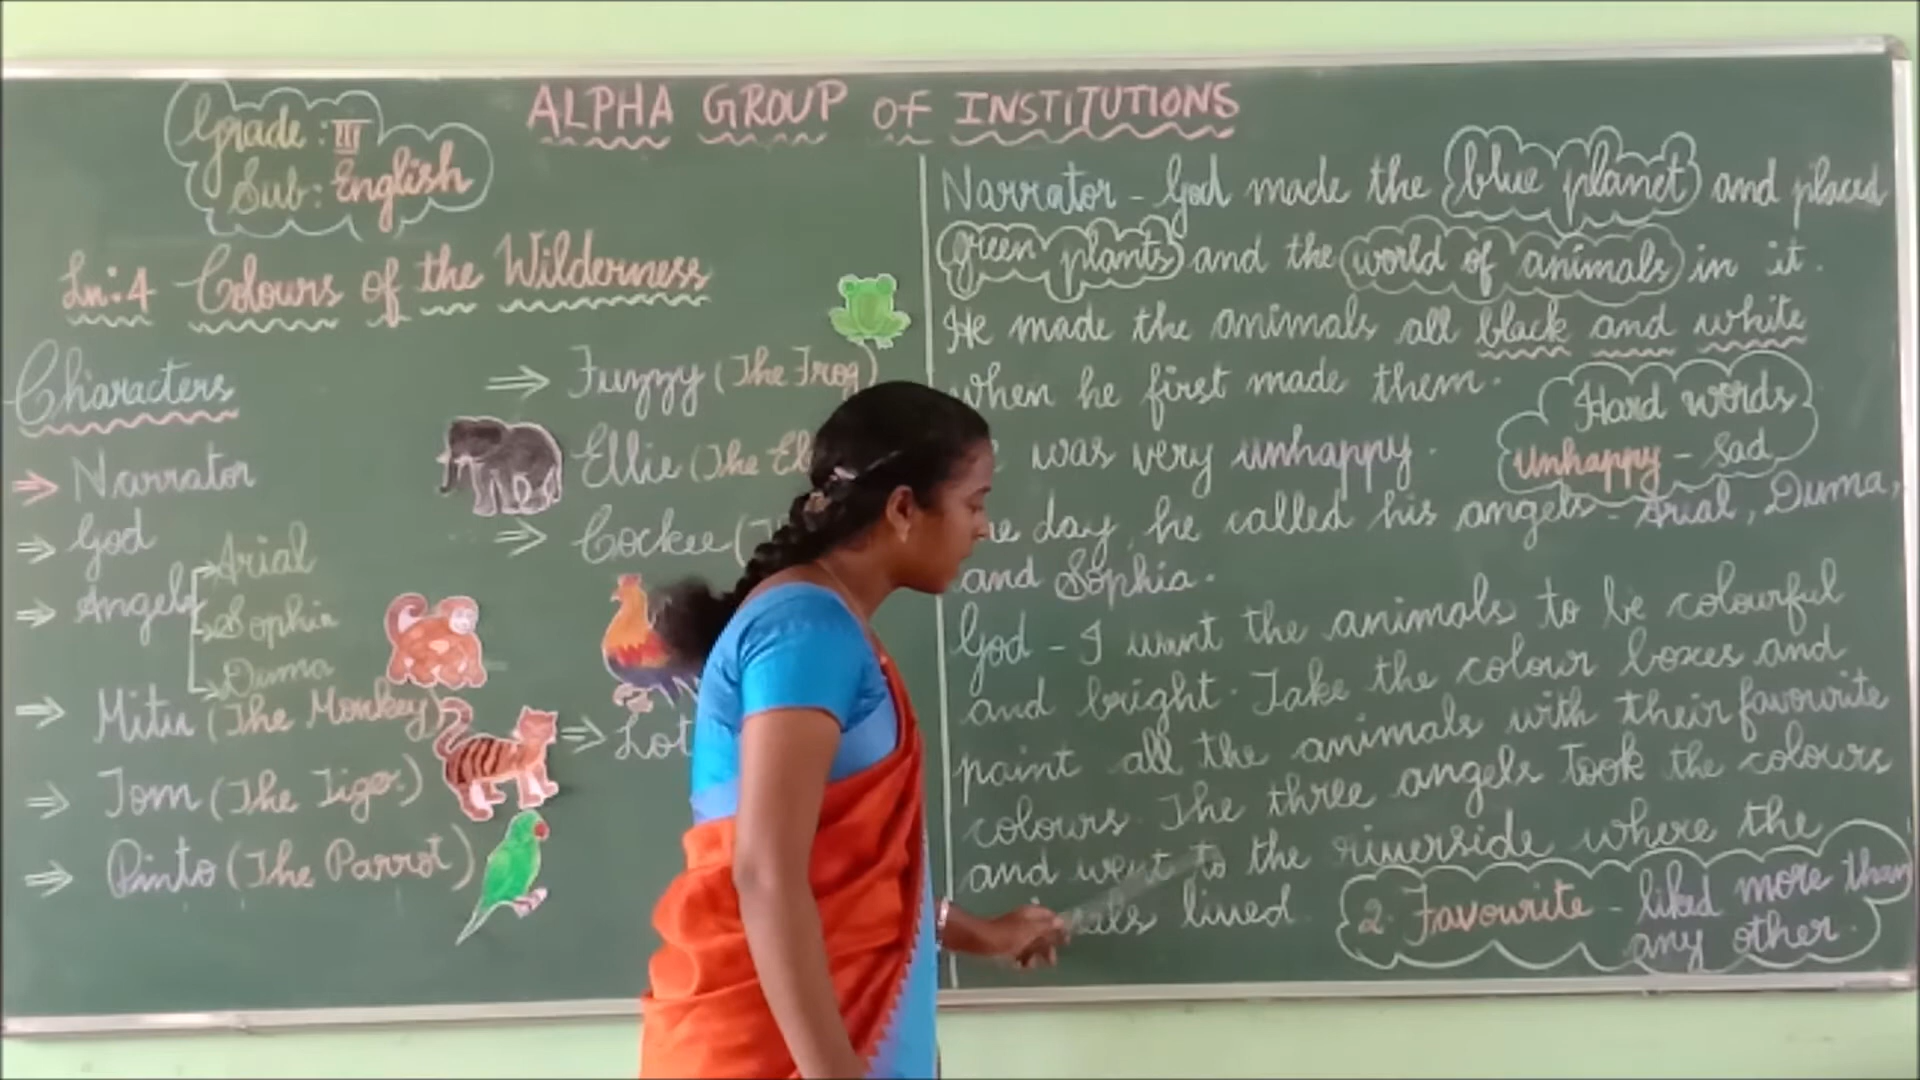 ALPHA GROUP of INSTITUTIONS
Grade : III
Sub : English
Ln:4 Colours of the Wilderness
Characters
⇒ Narrator
⇒ God
⇒ Angels
Arial
Sophia
Duma
⇒ Mitu (The Monkey)
⇒ Tom (The Tiger)
⇒ Pinto (The Parrot)
⇒ Fuzzy (The Frog)
Ellie (The El
⇒ Cockee (
⇒ Lot
Narrator - God made the blue planet and placed
green plants and the world of animals in it.
He made the animals all black and white
when he first made them.
was very unhappy.
Hard words
Unhappy - Sad
day, he called his angels - Arial, Duma,
and Sophia.
God - I want the animals to be colourful
and bright. Take the colour boxes and
paint all the animals with their favourite
colours. The three angels took the colours
and went to the riverside where the
mals lived
2. Favourite - liked more than
any other.